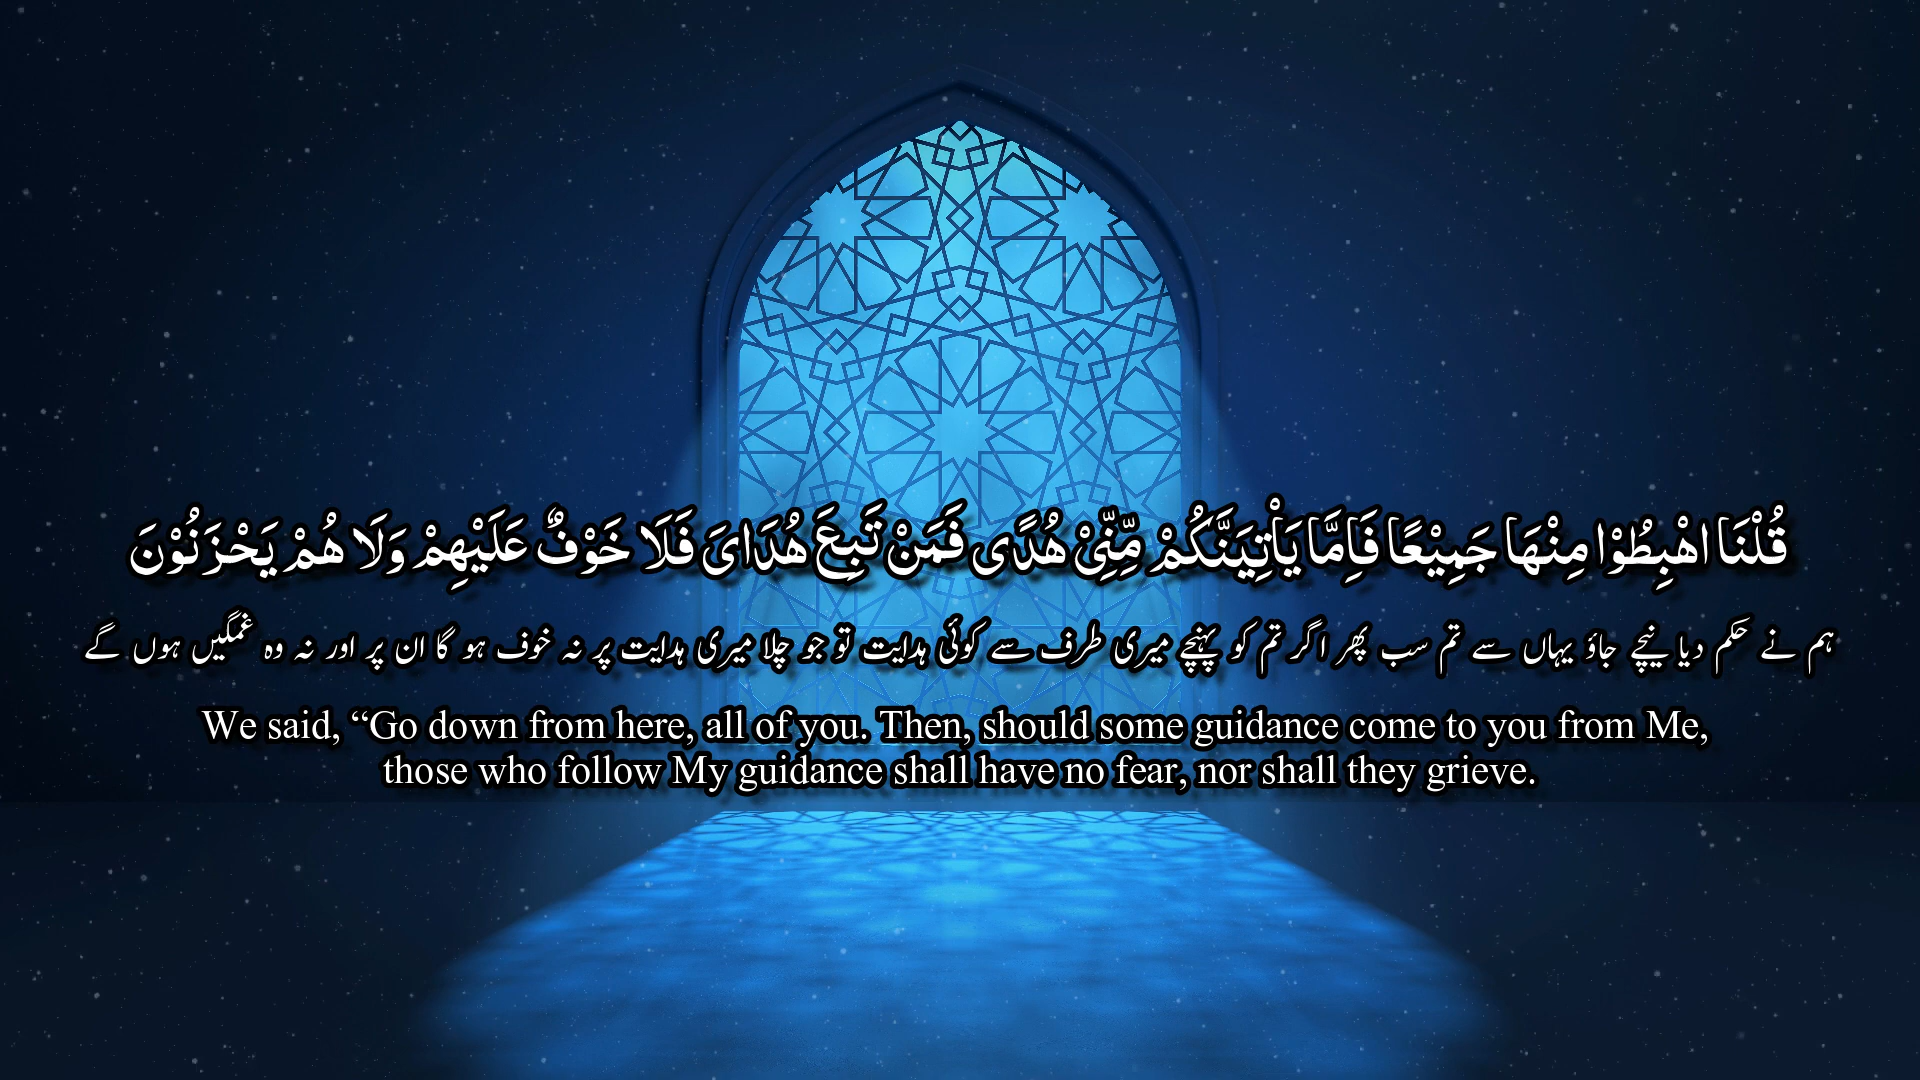 قُلْنَا اهْبِطُوْا مِنْهَا جَمِيْعًا فَاِمَّا يَاْتِيَنَّكُمْ مِّنِّىْ هُدًى فَمَنْ تَبِعَ هُدَاىَ فَلَا خَوْفٌ عَلَيْهِمْ وَلَا هُمْ يَحْزَنُوْنَ
ہم نے حکم دیا نیچے جاؤ یہاں سے تم سب پھر اگر تم کو پہنچے میری طرف سے کوئی ہدایت تو جو چلا میری ہدایت پر نہ خوف ہو گا ان پر اور نہ وہ غمگیں ہوں گے
We said, “Go down from here, all of you. Then, should some guidance come to you from Me,
those who follow My guidance shall have no fear, nor shall they grieve.